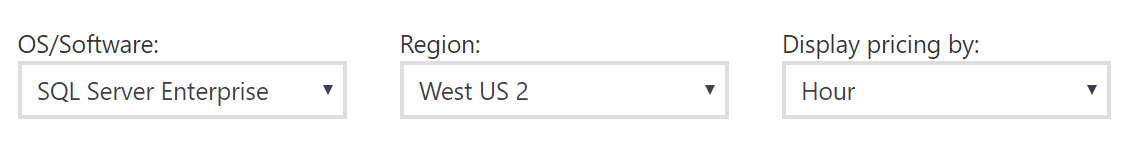 OS/Software: Region: Display pricing by:
SQL Server Enterprise West US 2 Hour